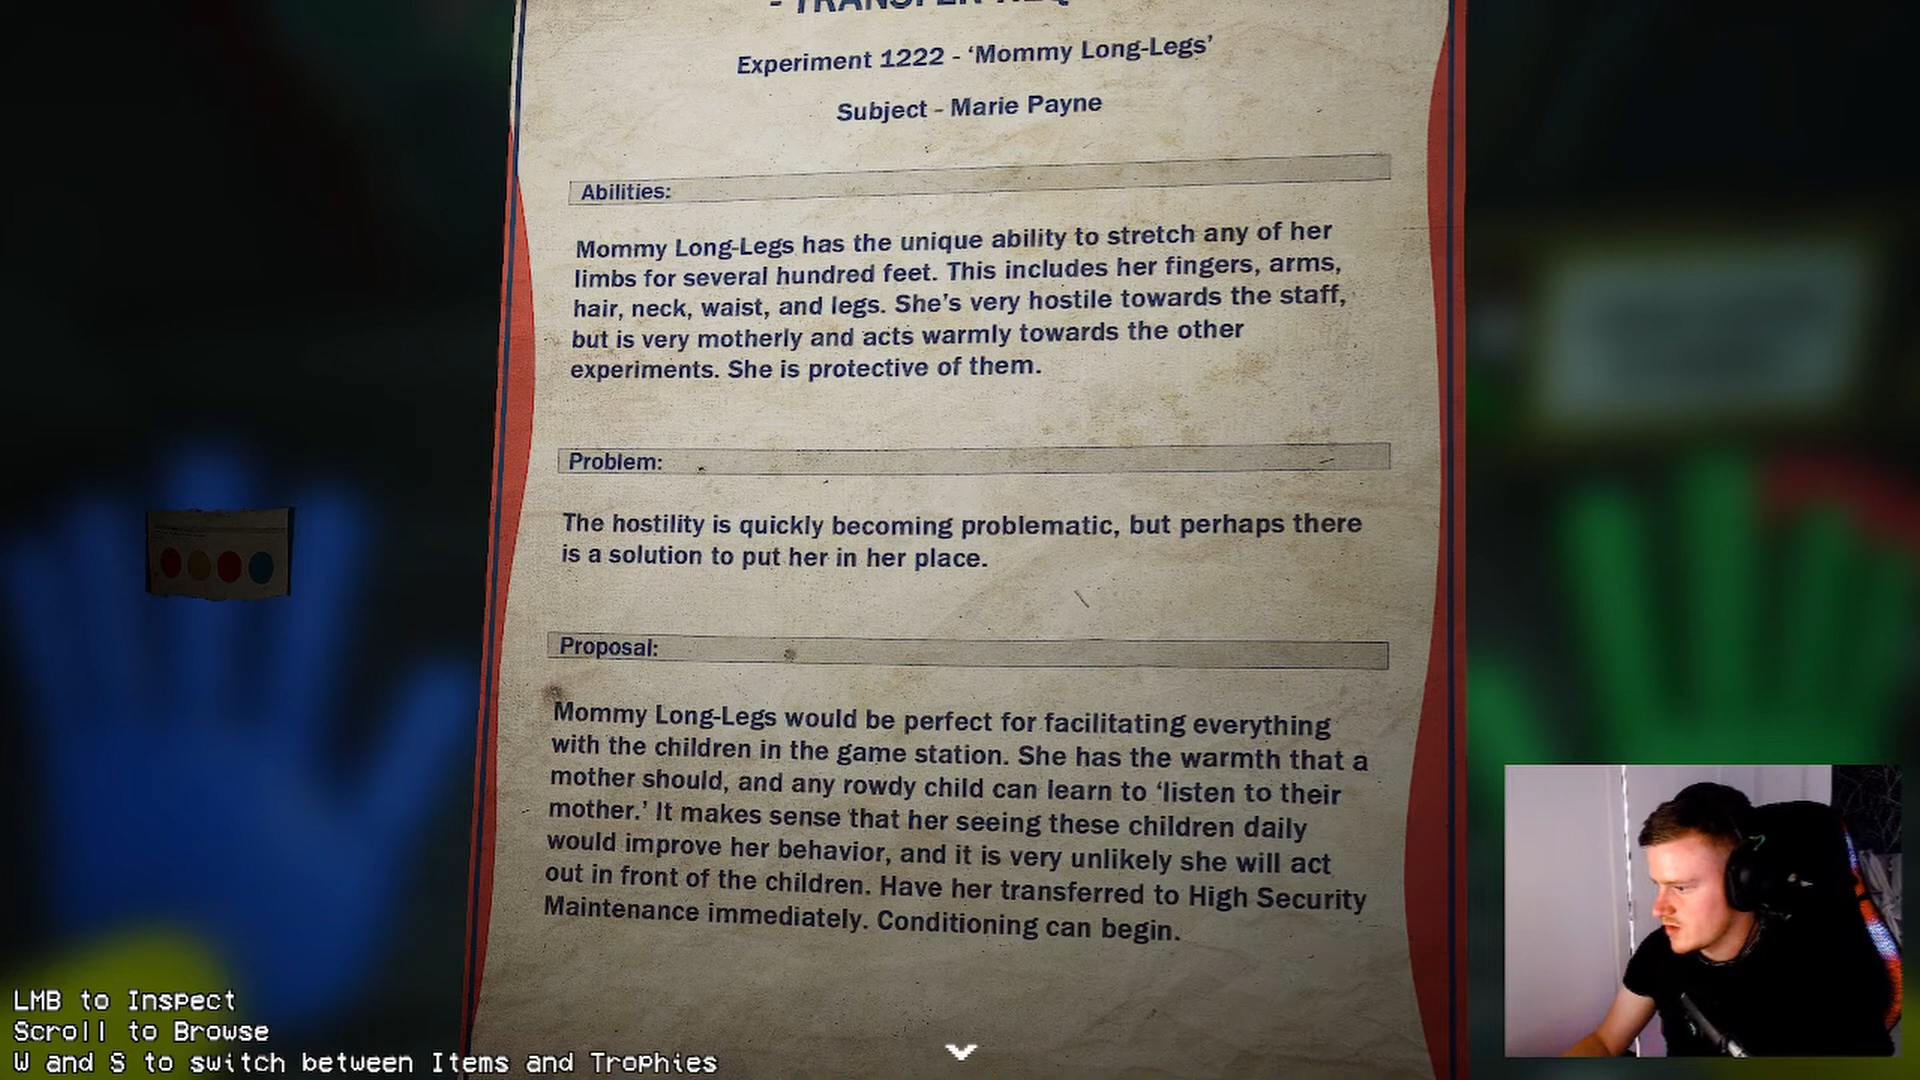 - TRANSFER REQ
Experiment 1222 - ‘Mommy Long-Legs’
Subject - Marie Payne
Abilities:
Mommy Long-Legs has the unique ability to stretch any of her
limbs for several hundred feet. This includes her fingers, arms,
hair, neck, waist, and legs. She’s very hostile towards the staff,
but is very motherly and acts warmly towards the other
experiments. She is protective of them.
Problem:
The hostility is quickly becoming problematic, but perhaps there
is a solution to put her in her place.
Proposal:
Mommy Long-Legs would be perfect for facilitating everything
with the children in the game station. She has the warmth that a
mother should, and any rowdy child can learn to ‘listen to their
mother.’ It makes sense that her seeing these children daily
would improve her behavior, and it is very unlikely she will act
out in front of the children. Have her transferred to High Security
Maintenance immediately. Conditioning can begin.
LMB to Inspect
Scroll to Browse
W and S to switch between Items and Trophies